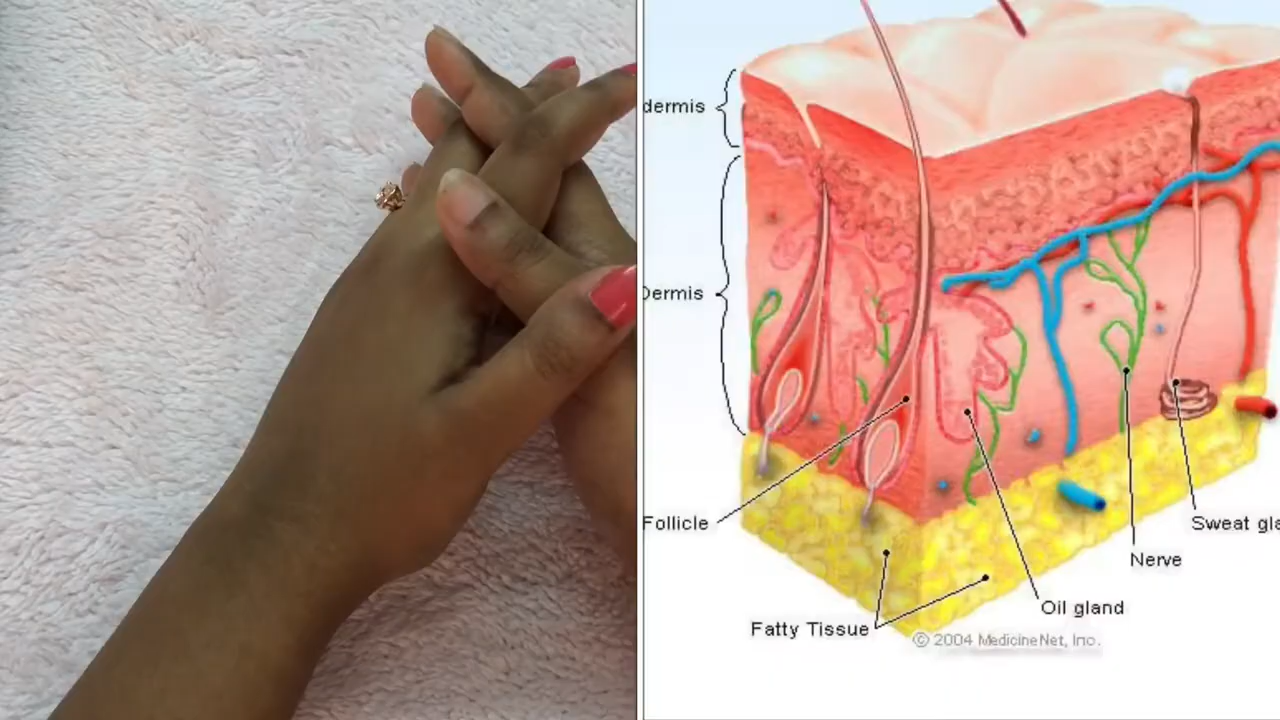 dermis
Dermis
Follicle
Sweat gla
Nerve
Oil gland
Fatty Tissue
© 2004 MedicineNet, Inc.